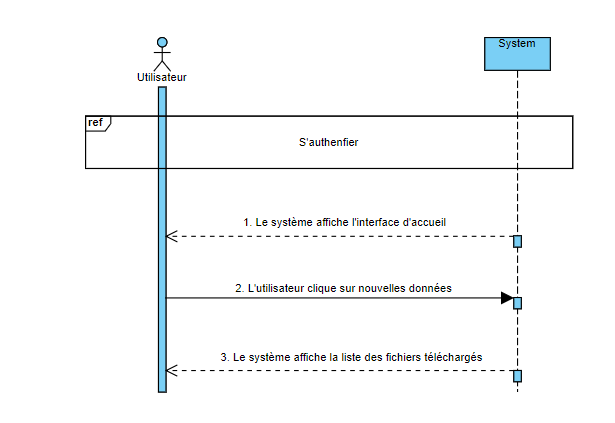 System
Utilisateur
ref
S'authenfier
1. Le système affiche l'interface d'accueil
2. L'utilisateur clique sur nouvelles données
3. Le système affiche la liste des fichiers téléchargés